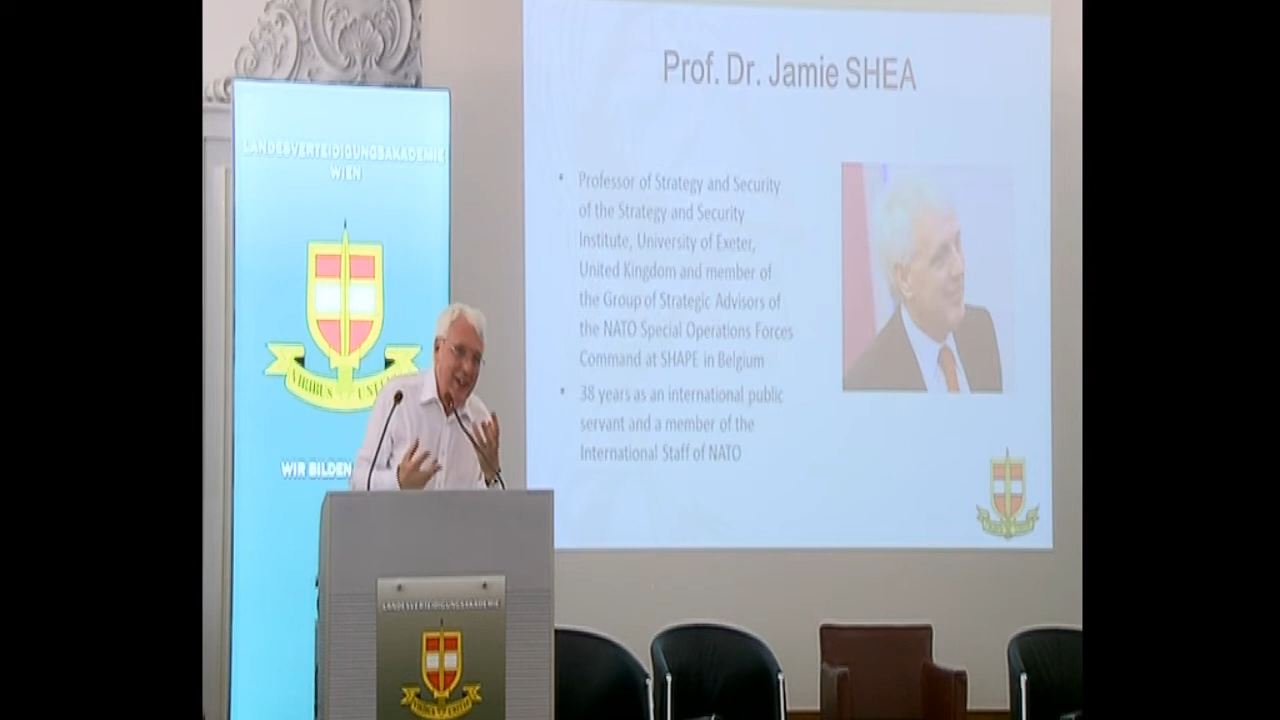 LANDESVERTEIDIGUNGSAKADEMIE
WIEN
VIRIBUS
WIR BILDEN
Prof. Dr. Jamie SHEA
• Professor of Strategy and Security
of the Strategy and Security
Institute, University of Exeter,
United Kingdom and member of
the Group of Strategic Advisors of
the NATO Special Operations Forces
Command at SHAPE in Belgium
• 38 years as an international public
servant and a member of the
International Staff of NATO
LANDESVERTEIDIGUNGSAKADEMIE